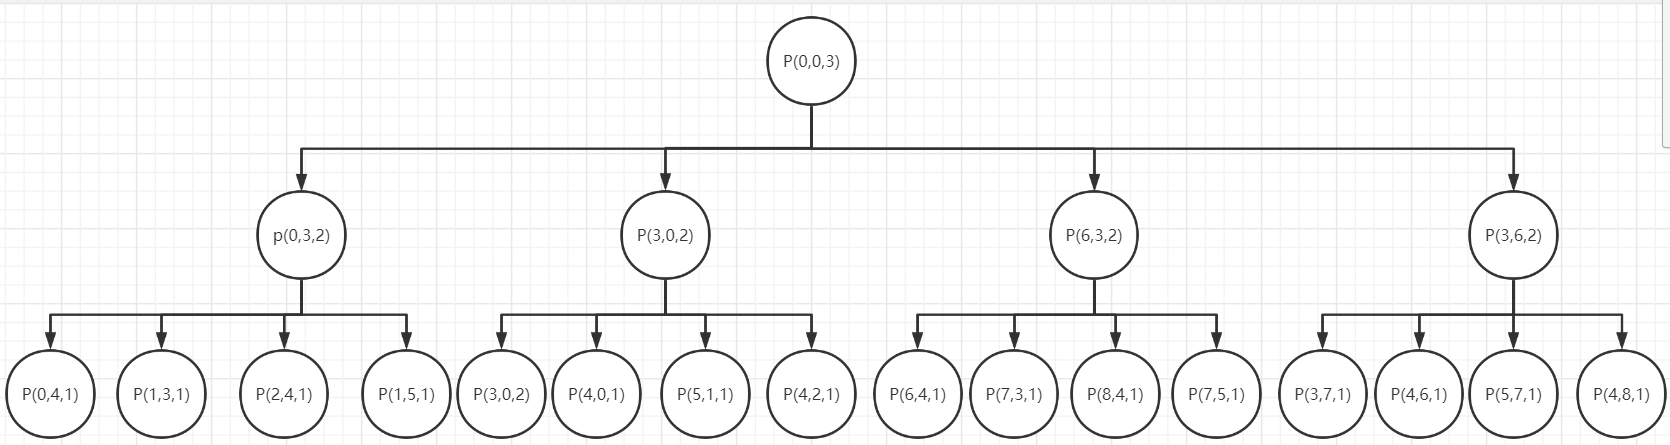 P(0,0,3)
p(0,3,2)
P(3,0,2)
P(6,3,2)
P(3,6,2)
P(0,4,1)
P(1,3,1)
P(2,4,1)
P(1,5,1)
P(3,0,2)
P(4,0,1)
P(5,1,1)
P(4,2,1)
P(6,4,1)
P(7,3,1)
P(8,4,1)
P(7,5,1)
P(3,7,1)
P(4,6,1)
P(5,7,1)
P(4,8,1)